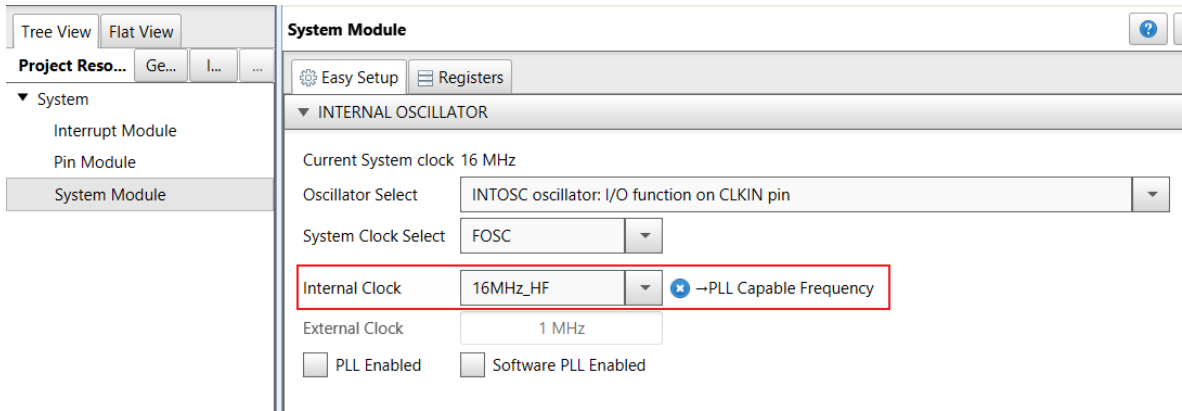 Tree View Flat View
Project Reso... Ge... I... ...
System
Interrupt Module
Pin Module
System Module
System Module
Easy Setup Registers
INTERNAL OSCILLATOR
Current System clock 16 MHz
Oscillator Select INTOSC oscillator: I/O function on CLKIN pin
System Clock Select FOSC
Internal Clock 16MHz_HF →PLL Capable Frequency
External Clock 1 MHz
PLL Enabled Software PLL Enabled